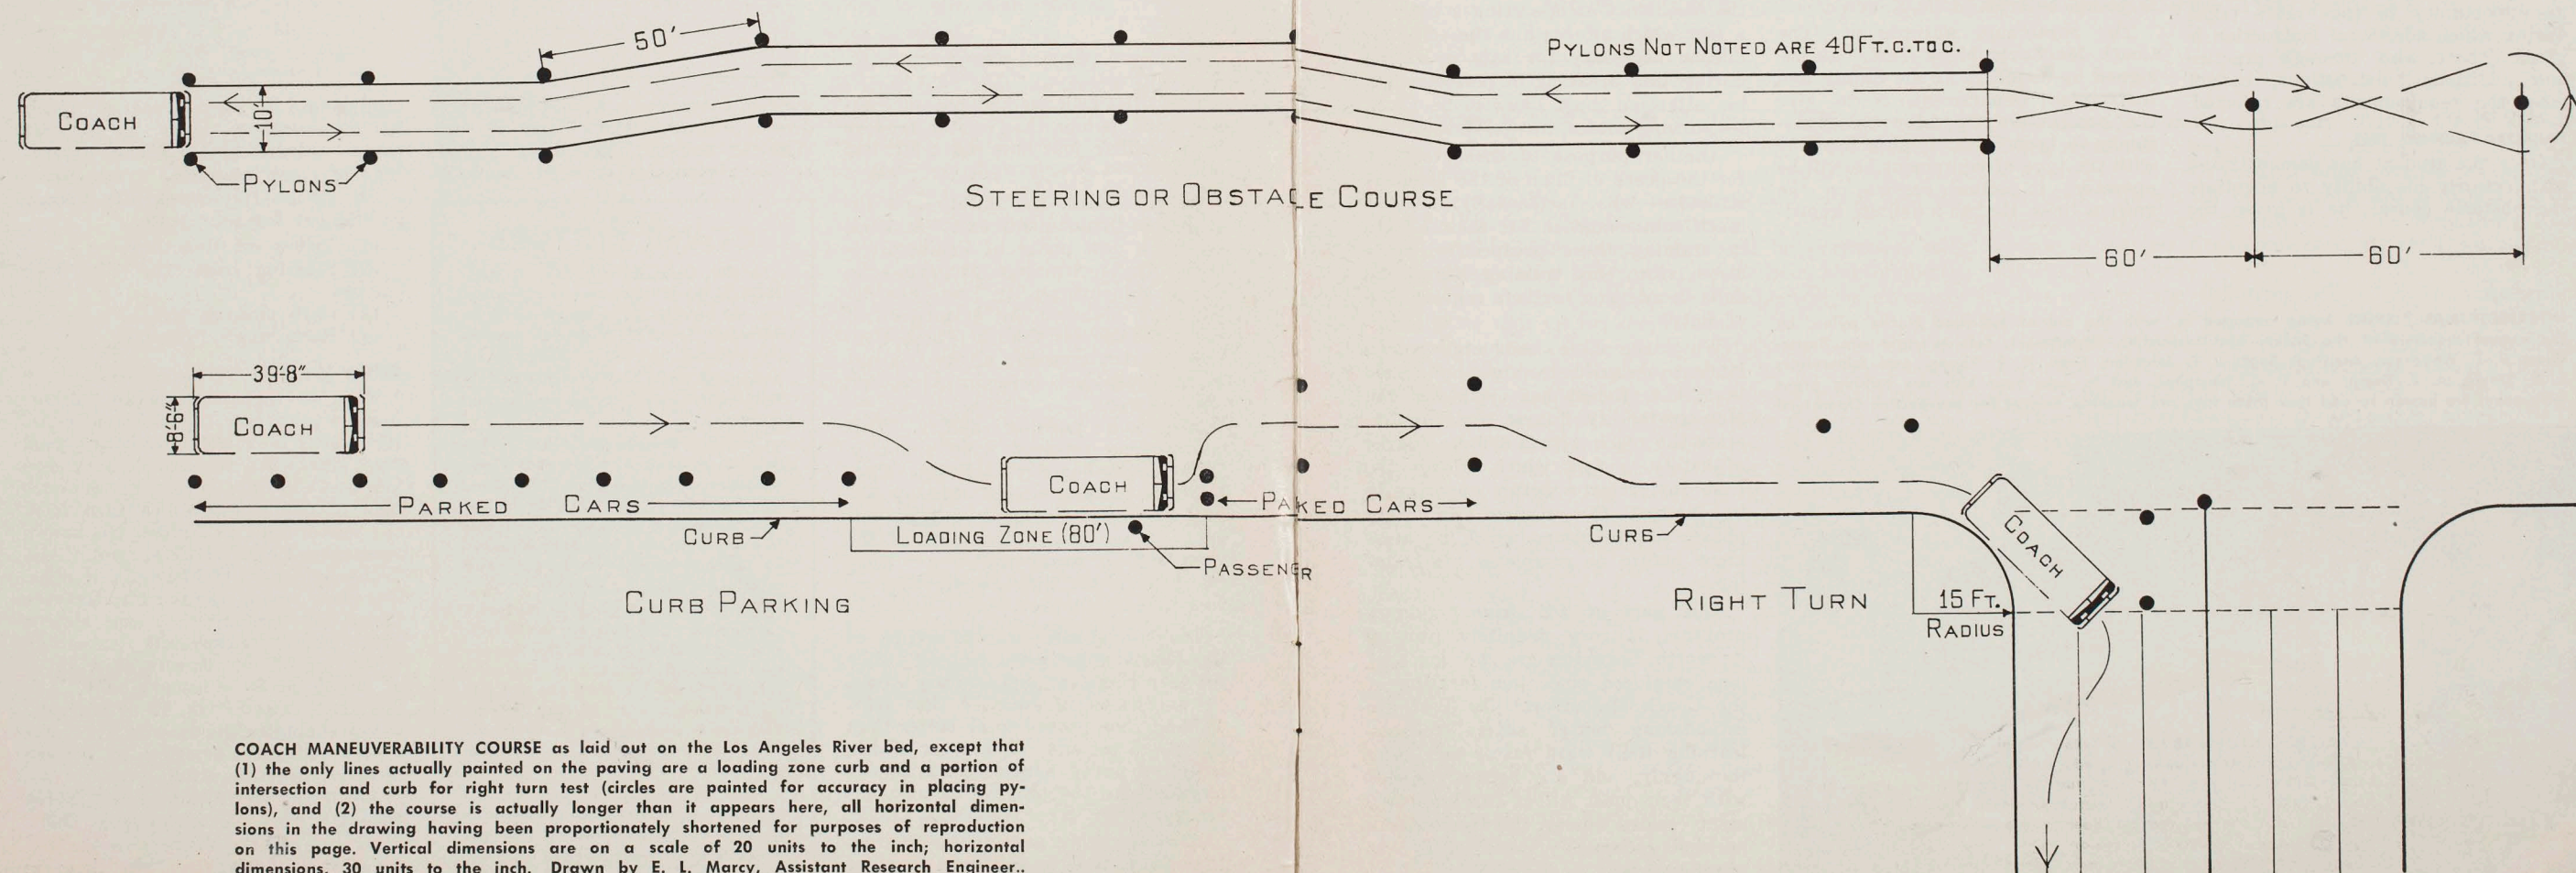 50'
PYLONS NOT NOTED ARE 40FT.C.TOC.
COACH
10'
PYLONS
STEERING OR OBSTACLE COURSE
60'
60'
39'-8"
8'-6"
COACH
COACH
PARKED CARS
PAKED CARS
CURB
LOADING ZONE (80')
PASSENGR
CURB
COACH
CURB PARKING
RIGHT TURN
15 FT.
RADIUS
COACH MANEUVERABILITY COURSE as laid out on the Los Angeles River bed, except that
(1) the only lines actually painted on the paving are a loading zone curb and a portion of
intersection and curb for right turn test (circles are painted for accuracy in placing py-
lons), and (2) the course is actually longer than it appears here, all horizontal dimen-
sions in the drawing having been proportionately shortened for purposes of reproduction
on this page. Vertical dimensions are on a scale of 20 units to the inch; horizontal
dimensions, 30 units to the inch. Drawn by E. L. Marcy, Assistant Research Engineer..